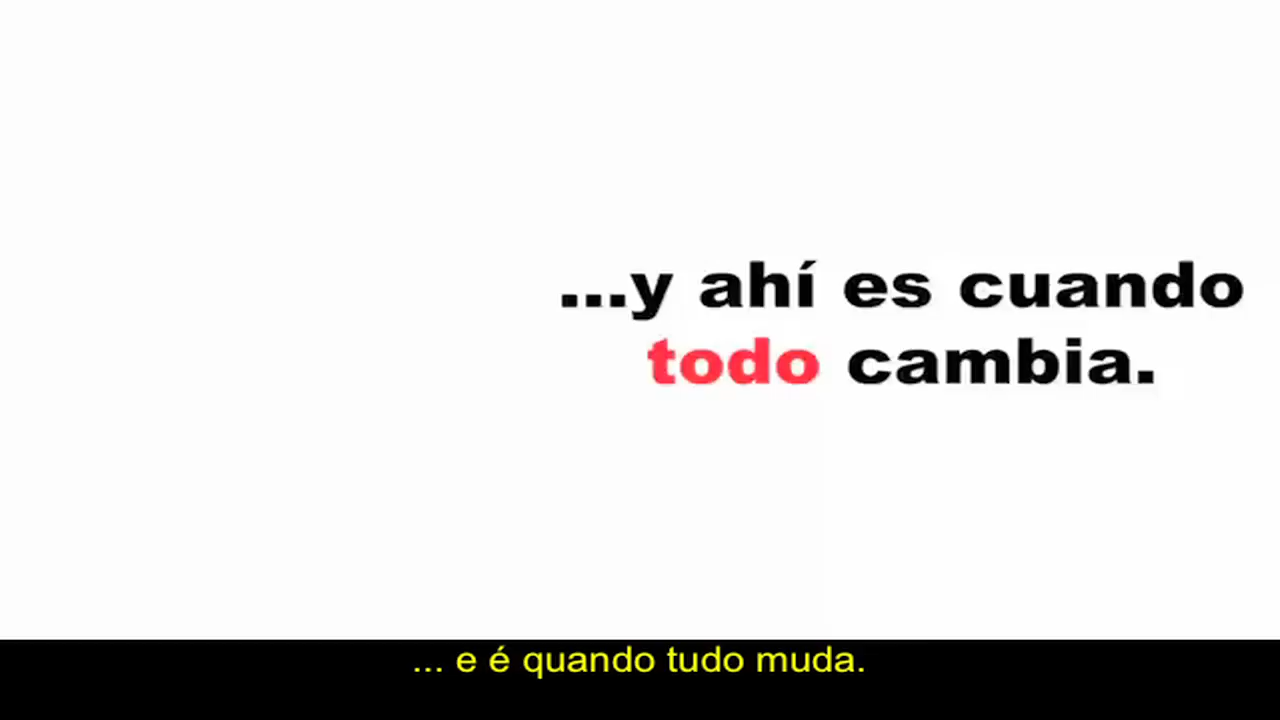 ...y ahí es cuando
todo cambia.
... e é quando tudo muda.